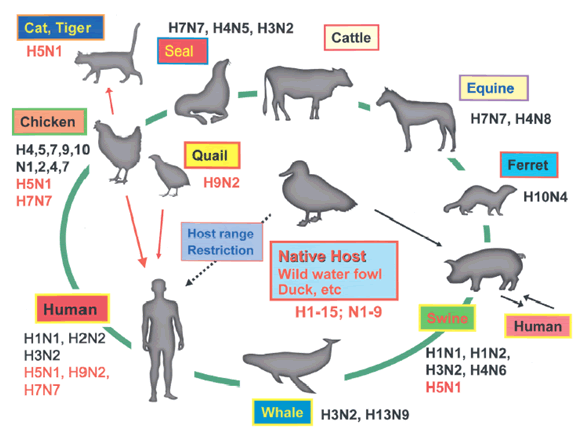 Cat, Tiger
H5N1
H7N7, H4N5, H3N2
Seal
Cattle
Equine
H7N7, H4N8
Chicken
H4,5,7,9,10
N1,2,4,7
H5N1
H7N7
Quail
H9N2
Ferret
H10N4
Host range
Restriction
Native Host
Wild water fowl
Duck, etc
H1-15; N1-9
Human
H1N1, H2N2
H3N2
H5N1, H9N2,
H7N7
Swine
Human
H1N1, H1N2,
H3N2, H4N6
H5N1
Whale
H3N2, H13N9